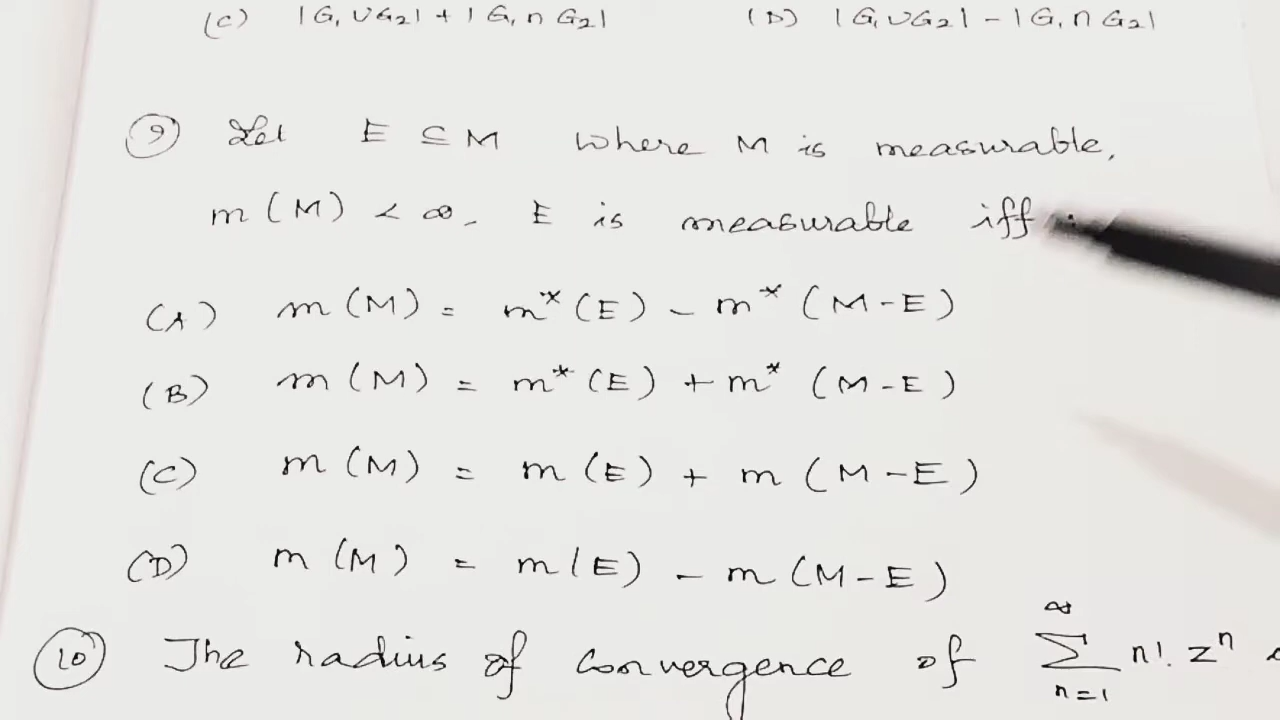 (C) |G₁ ∪ G₂| + |G₁ ∩ G₂| (D) |G₁ ∪ G₂| - |G₁ ∩ G₂|
(9) Let E ⊆ M where M is measurable,
m (M) < ∞. E is measurable iff
(A) m (M) = m* (E) - m* (M - E)
(B) m (M) = m* (E) + m* (M - E)
(C) m (M) = m (E) + m (M - E)
(D) m (M) = m (E) - m (M - E)
(10) The radius of convergence of ∑_{n=1}^{∞} n! zⁿ